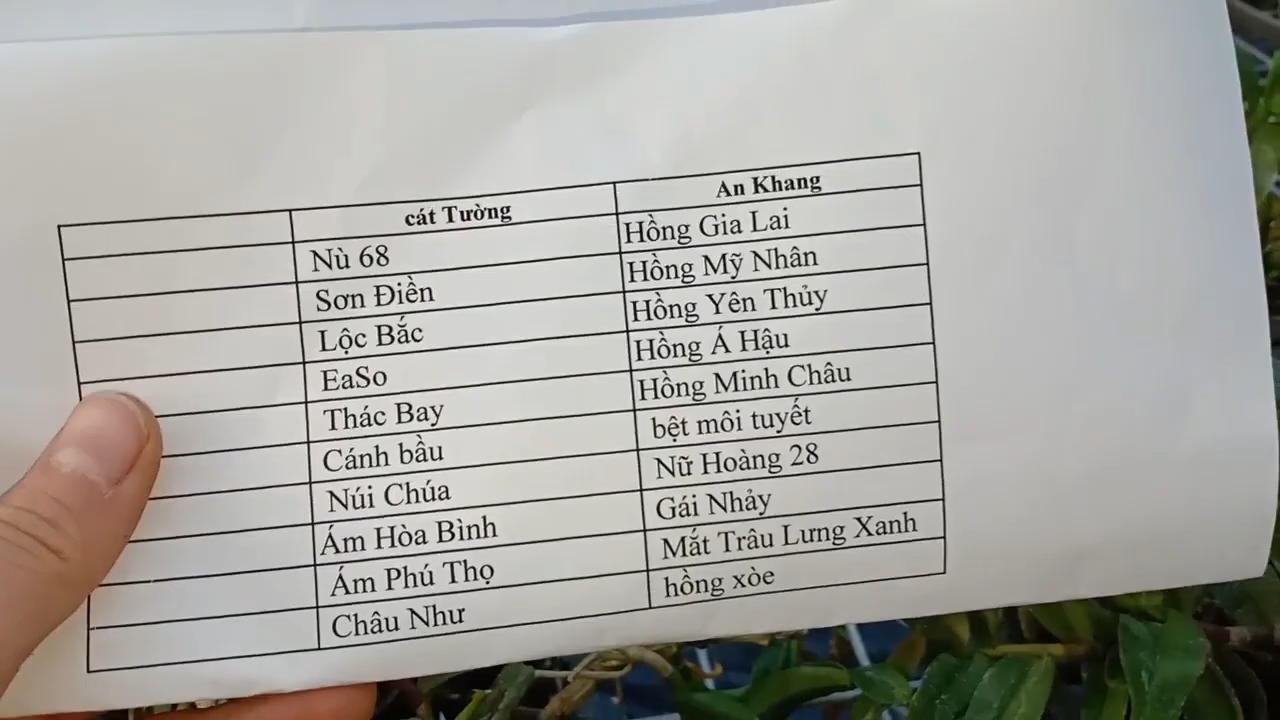 cát Tường An Khang
Nù 68 Hồng Gia Lai
Sơn Điền Hồng Mỹ Nhân
Lộc Bắc Hồng Yên Thủy
EaSo Hồng Á Hậu
Thác Bay Hồng Minh Châu
Cánh bầu bệt môi tuyết
Núi Chúa Nữ Hoàng 28
Ám Hòa Bình Gái Nhảy
Ám Phú Thọ Mắt Trâu Lưng Xanh
Châu Như hồng xòe